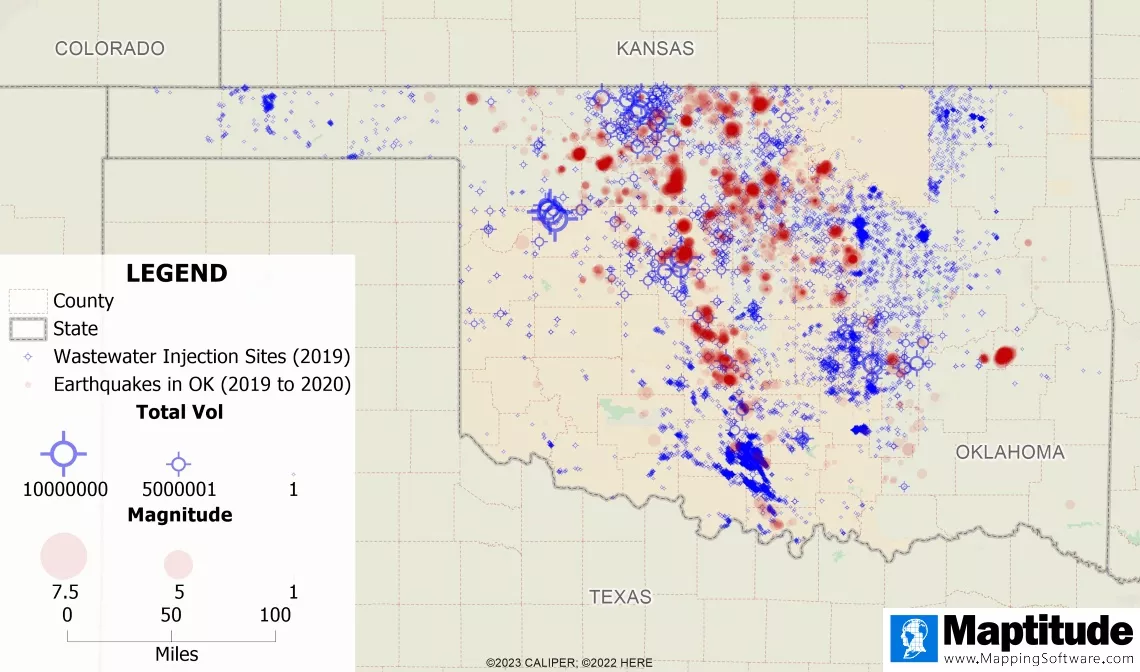 COLORADO
KANSAS
LEGEND
County
State
Wastewater Injection Sites (2019)
Earthquakes in OK (2019 to 2020)
Total Vol
10000000 5000001 1
Magnitude
7.5 5 1
0 50 100
Miles
OKLAHOMA
TEXAS
©2023 CALIPER; ©2022 HERE
Maptitude
www.MappingSoftware.com